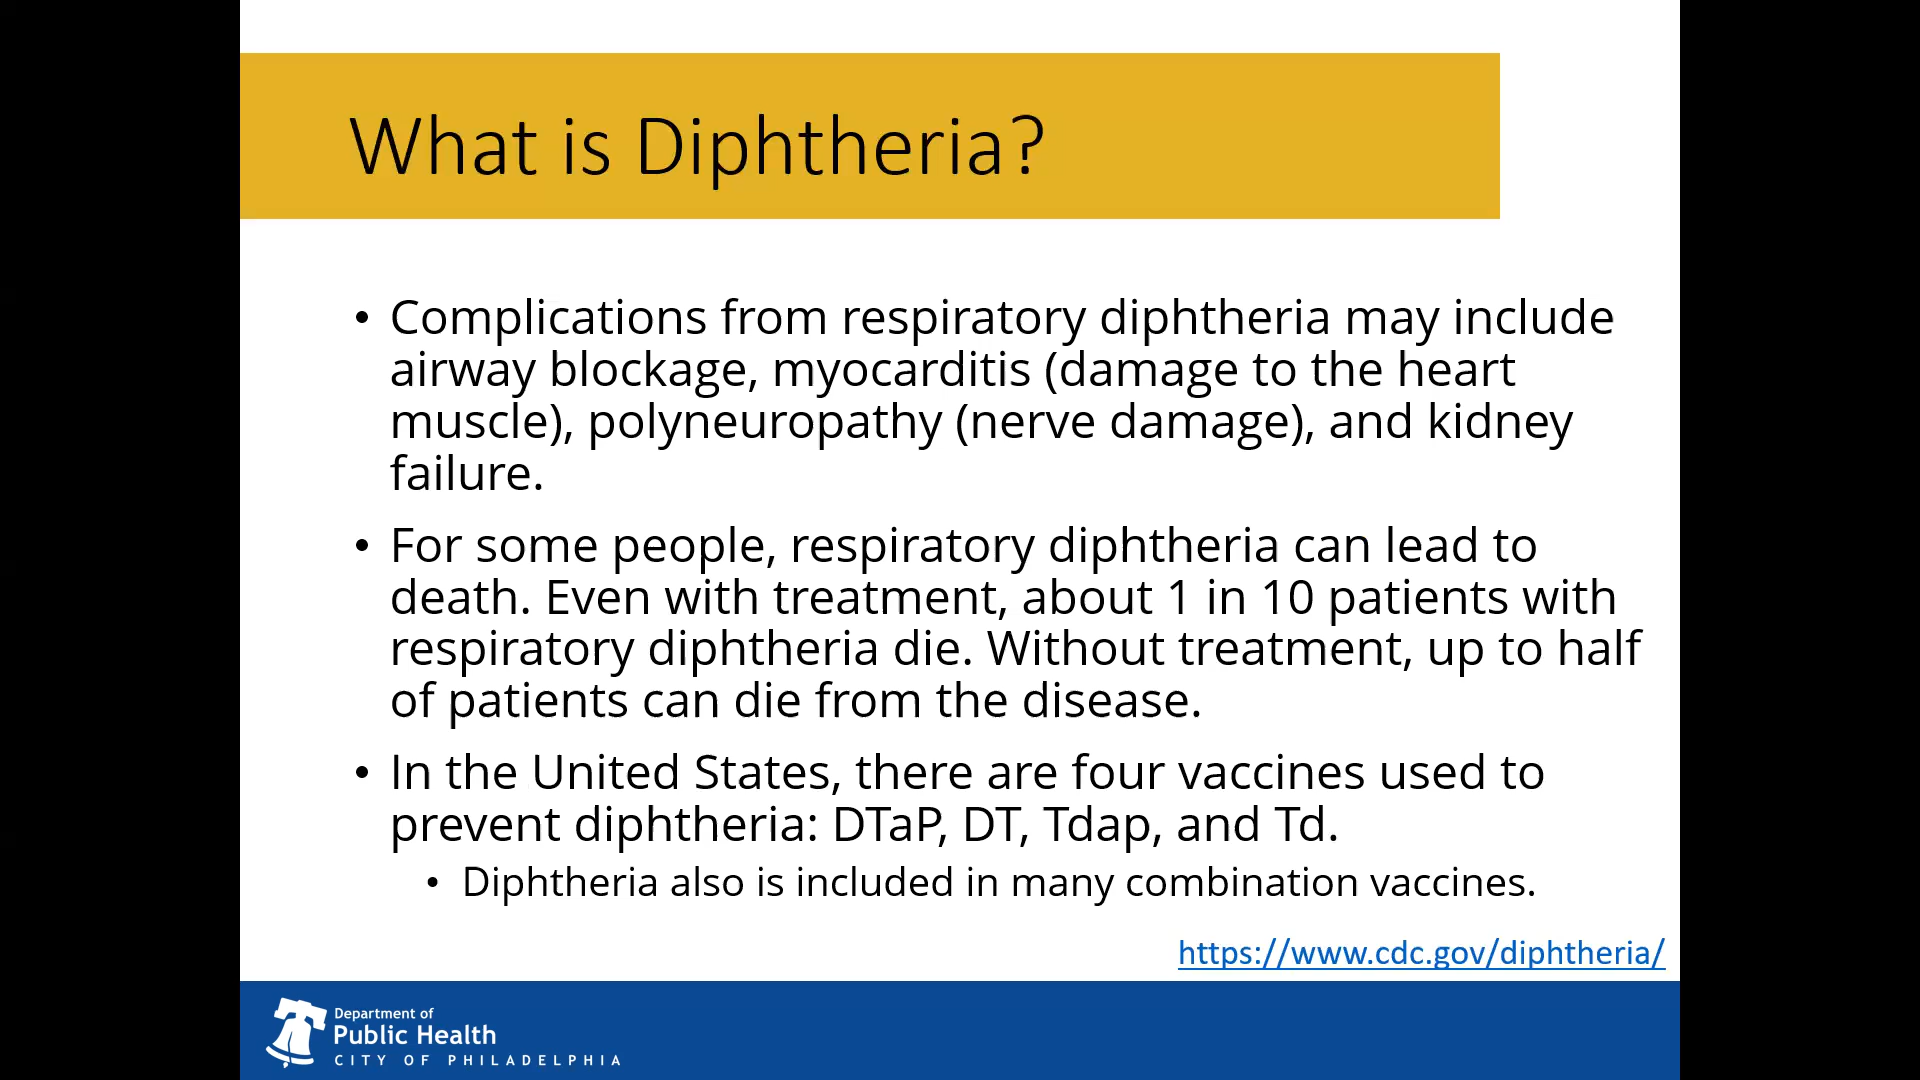 What is Diphtheria?
• Complications from respiratory diphtheria may include
airway blockage, myocarditis (damage to the heart
muscle), polyneuropathy (nerve damage), and kidney
failure.
• For some people, respiratory diphtheria can lead to
death. Even with treatment, about 1 in 10 patients with
respiratory diphtheria die. Without treatment, up to half
of patients can die from the disease.
• In the United States, there are four vaccines used to
prevent diphtheria: DTaP, DT, Tdap, and Td.
• Diphtheria also is included in many combination vaccines.
https://www.cdc.gov/diphtheria/
Department of
Public Health
CITY OF PHILADELPHIA